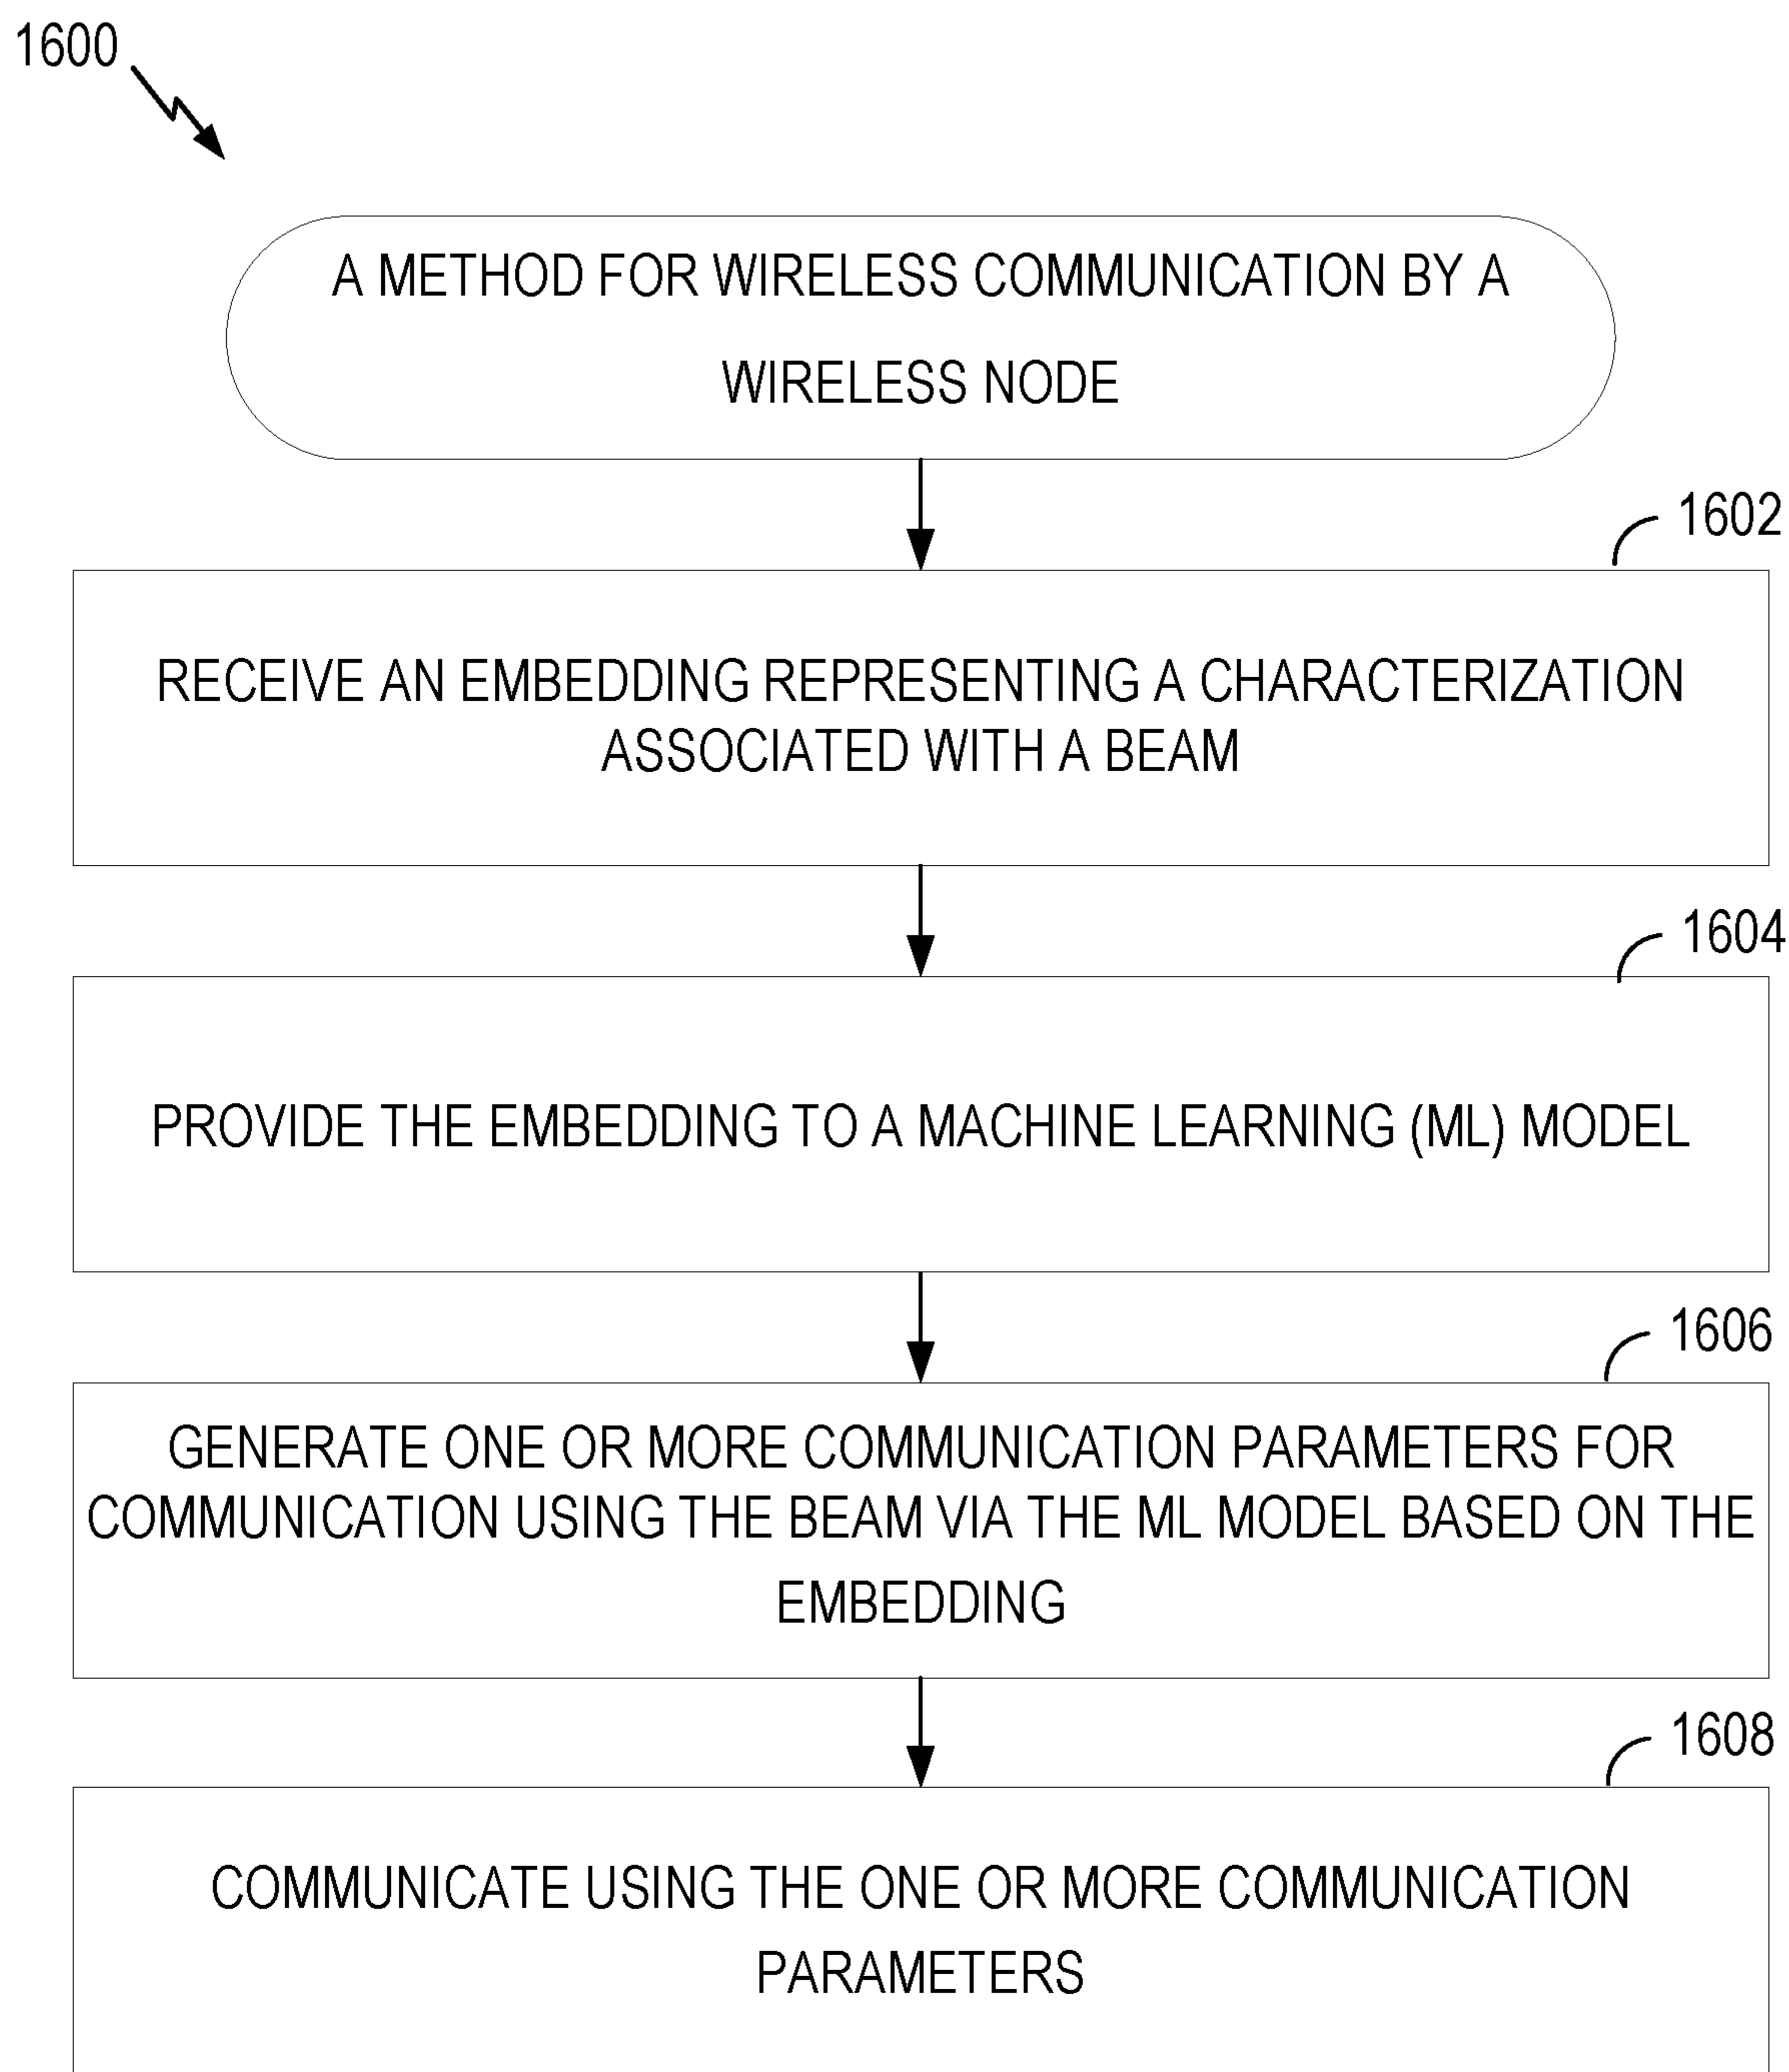 1600
A METHOD FOR WIRELESS COMMUNICATION BY A
WIRELESS NODE
1602
RECEIVE AN EMBEDDING REPRESENTING A CHARACTERIZATION
ASSOCIATED WITH A BEAM
1604
PROVIDE THE EMBEDDING TO A MACHINE LEARNING (ML) MODEL
1606
GENERATE ONE OR MORE COMMUNICATION PARAMETERS FOR
COMMUNICATION USING THE BEAM VIA THE ML MODEL BASED ON THE
EMBEDDING
1608
COMMUNICATE USING THE ONE OR MORE COMMUNICATION
PARAMETERS